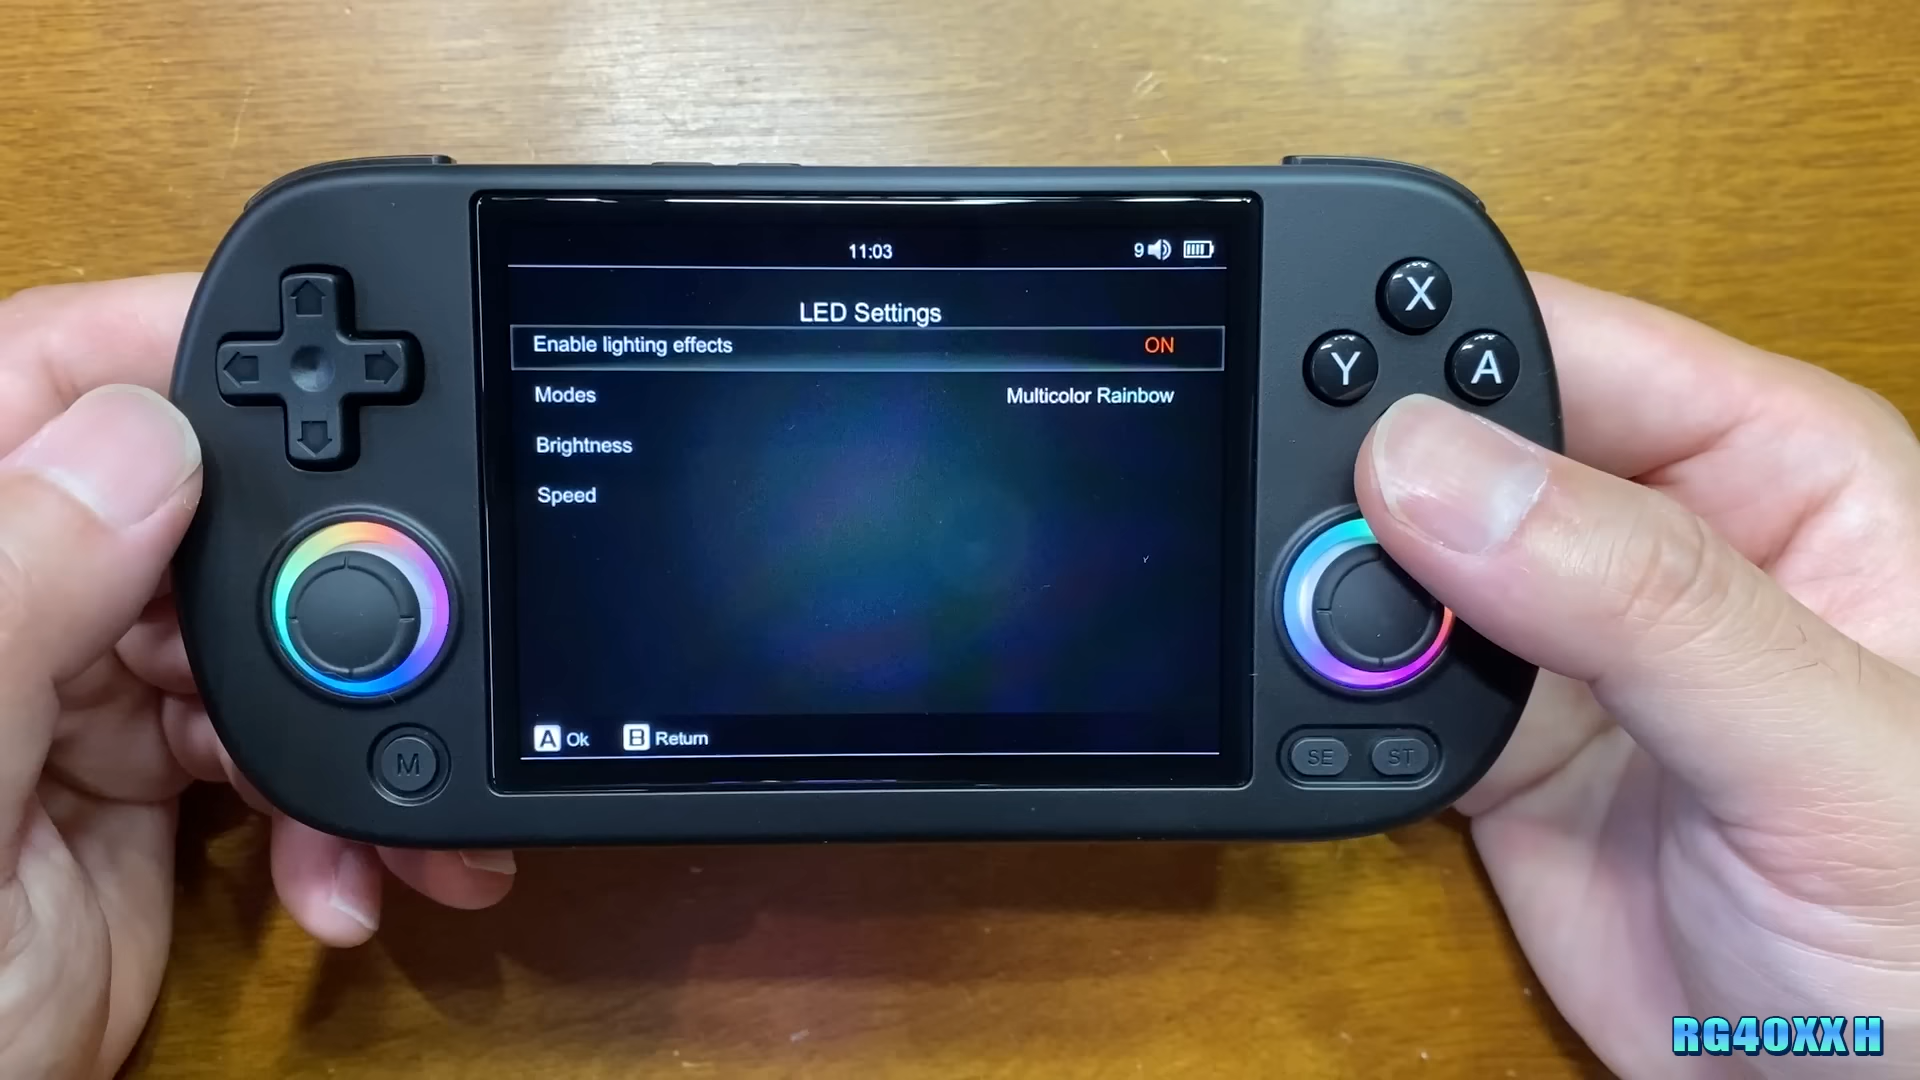 11:03 9
LED Settings
Enable lighting effects ON
Modes Multicolor Rainbow
Brightness
Speed
A Ok B Return
X
Y A
M
SE ST
RG40XX H